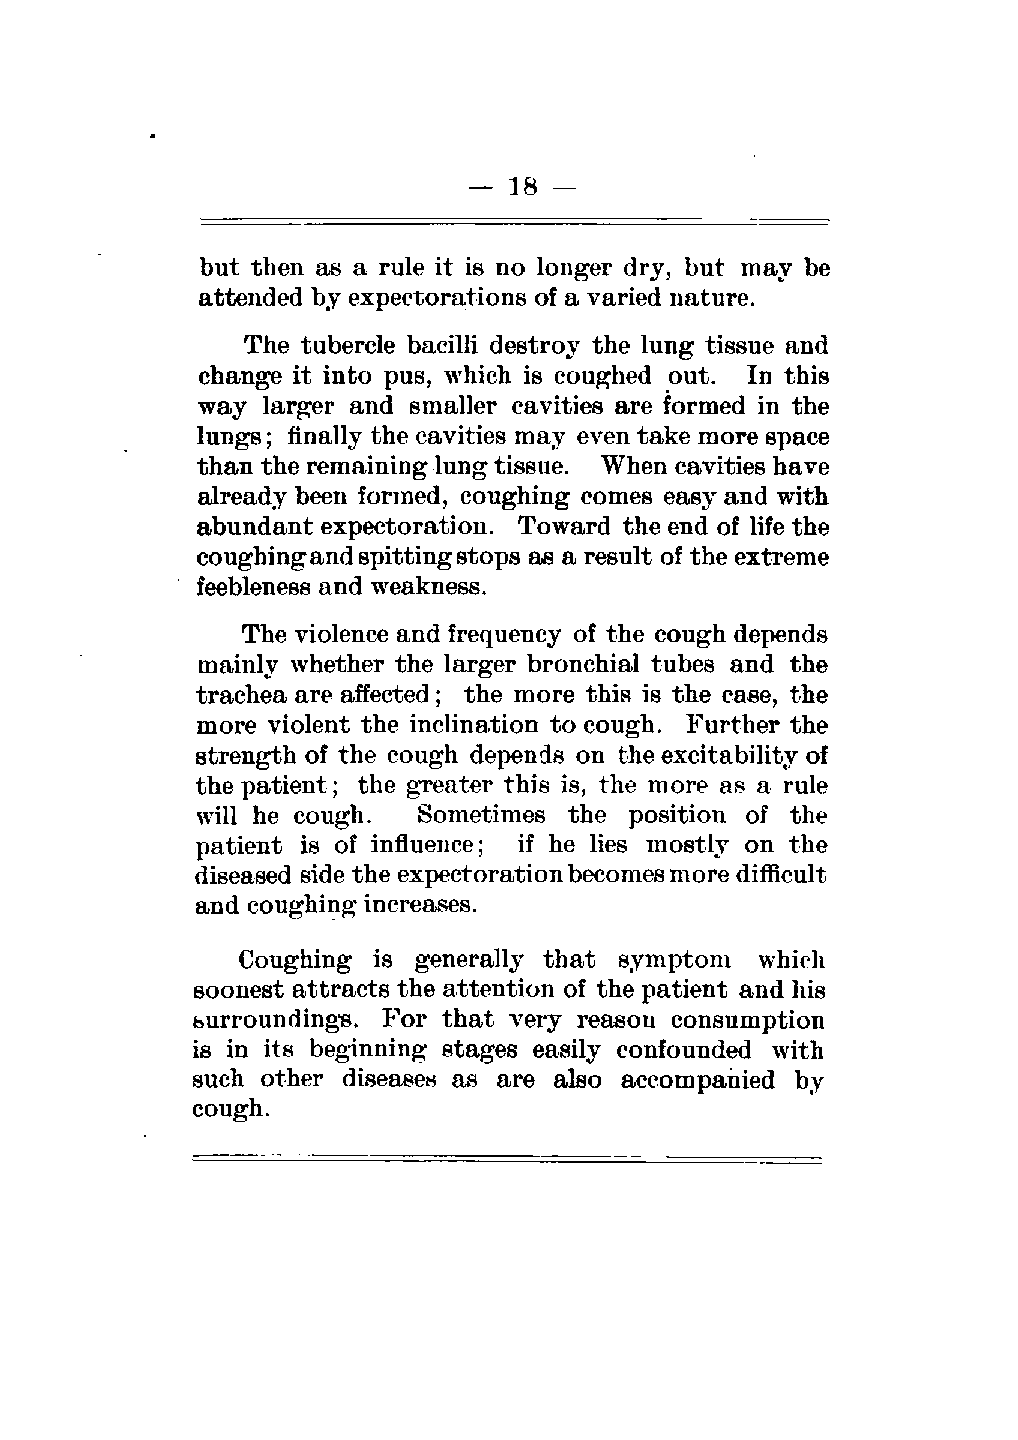 — 18 —
but then as a rule it is no longer dry, but may be
attended by expectorations of a varied nature.
The tubercle bacilli destroy the lung tissue and
change it into pus, which is coughed out. In this
way larger and smaller cavities are formed in the
lungs; finally the cavities may even take more space
than the remaining lung tissue. When cavities have
already been formed, coughing comes easy and with
abundant expectoration. Toward the end of life the
coughing and spitting stops as a result of the extreme
feebleness and weakness.
The violence and frequency of the cough depends
mainly whether the larger bronchial tubes and the
trachea are affected; the more this is the case, the
more violent the inclination to cough. Further the
strength of the cough depends on the excitability of
the patient; the greater this is, the more as a rule
will he cough. Sometimes the position of the
patient is of influence; if he lies mostly on the
diseased side the expectoration becomes more difficult
and coughing increases.
Coughing is generally that symptom which
soonest attracts the attention of the patient and his
surroundings. For that very reason consumption
is in its beginning stages easily confounded with
such other diseases as are also accompanied by
cough.